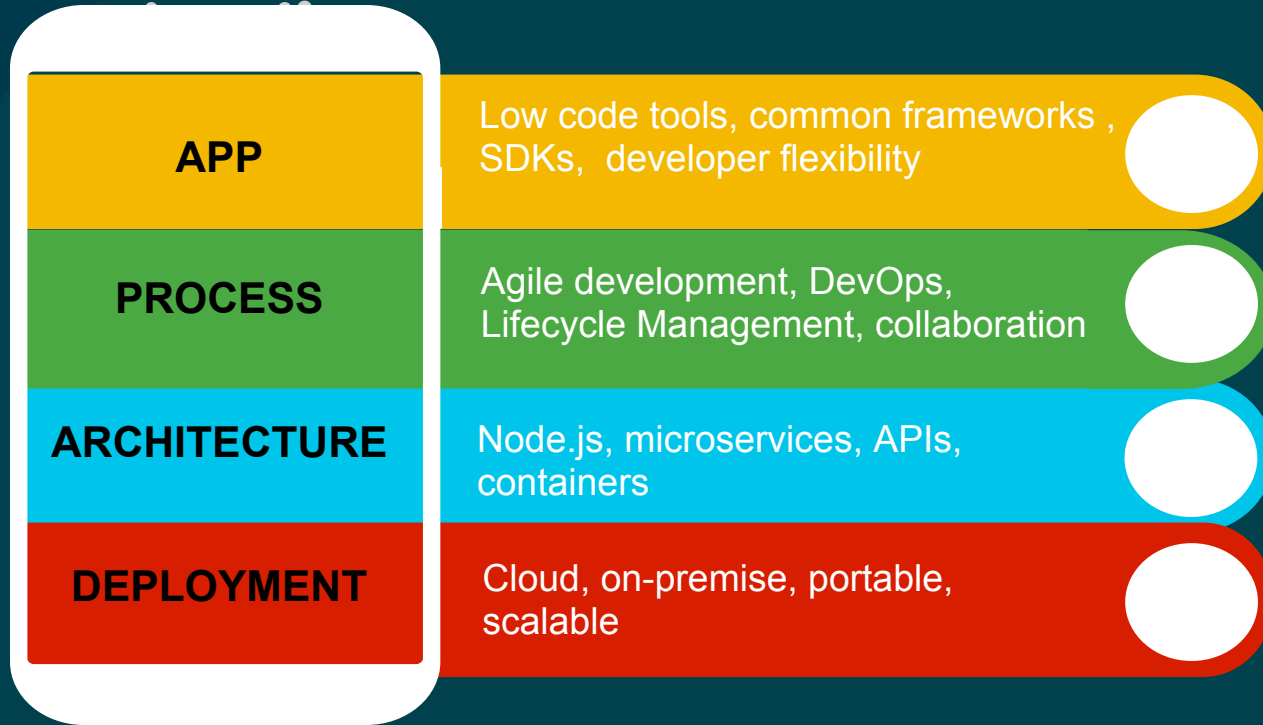 APP
Low code tools, common frameworks ,
SDKs,  developer flexibility
PROCESS
Agile development, DevOps,
Lifecycle Management, collaboration
ARCHITECTURE
Node.js, microservices, APIs,
containers
DEPLOYMENT
Cloud, on-premise, portable,
scalable